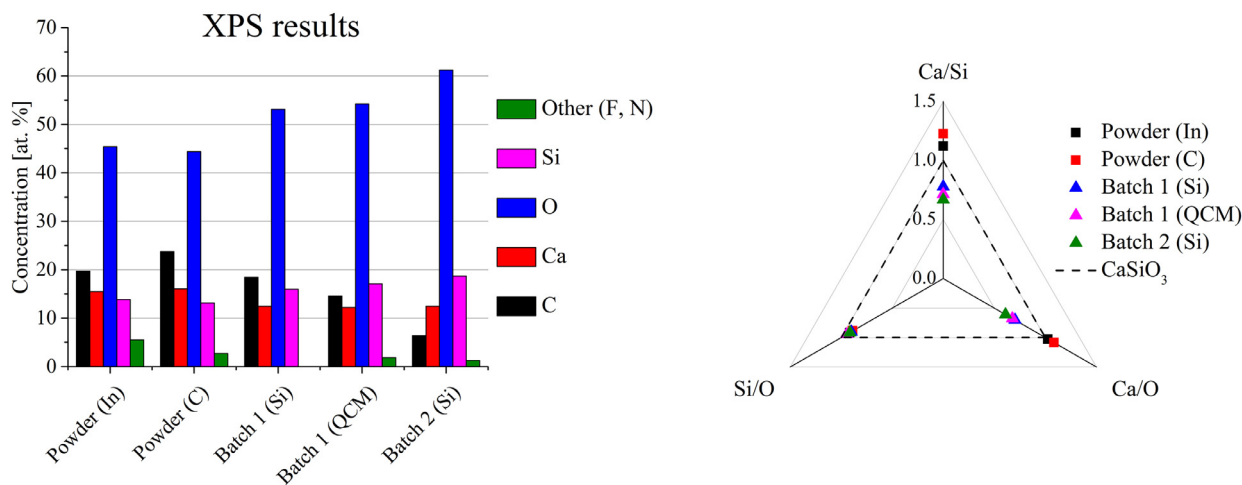 XPS results
Concentration [at. %]
70
60
50
40
30
20
10
0
Powder (In)
Powder (C)
Batch 1 (Si)
Batch 1 (QCM)
Batch 2 (Si)
Other (F, N)
Si
O
Ca
C
Ca/Si
1.5
1.0
0.5
0.0
Si/O
Ca/O
Powder (In)
Powder (C)
Batch 1 (Si)
Batch 1 (QCM)
Batch 2 (Si)
CaSiO₃